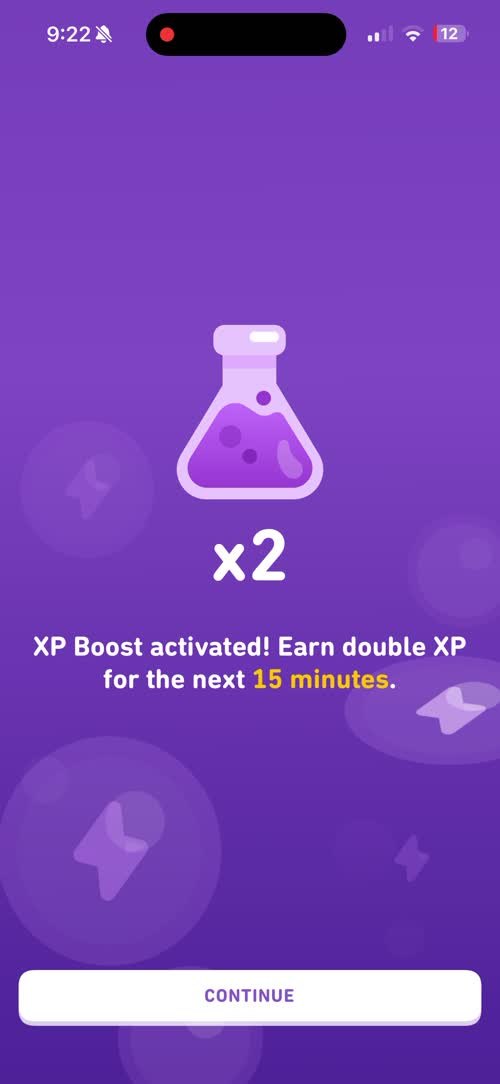 9:22
12
x2
XP Boost activated! Earn double XP
for the next 15 minutes.
CONTINUE